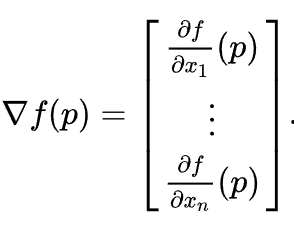 ∇f(p) = [ ∂f/∂x₁ (p)
⋮
∂f/∂xₙ (p) ].